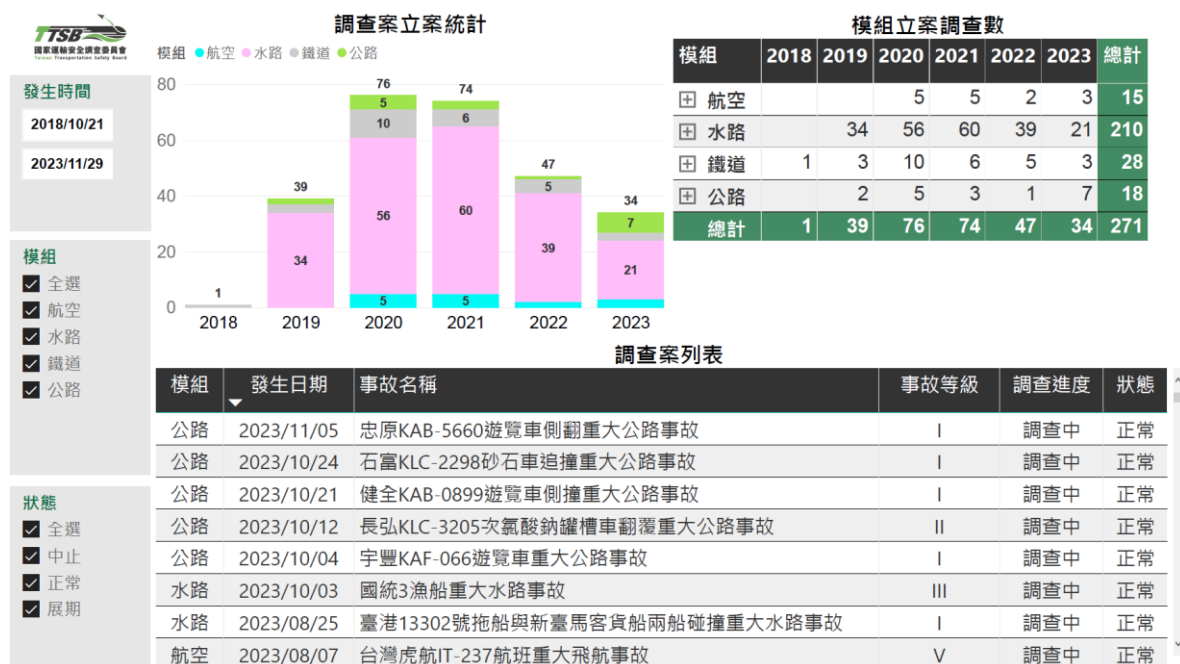 TTSB
國家運輸安全調查委員會
Taiwan Transportation Safety Board
發生時間
2018/10/21
2023/11/29
模組
全選
航空
水路
鐵道
公路
狀態
全選
中止
正常
展期
調查案立案統計
模組 航空 水路 鐵道 公路
80
60
40
20
0
1
39
34
76
5
10
56
5
74
6
60
5
47
5
39
34
7
21
2018 2019 2020 2021 2022 2023
模組立案調查數
模組 2018 2019 2020 2021 2022 2023 總計
航空 5 5 2 3 15
水路 34 56 60 39 21 210
鐵道 1 3 10 6 5 3 28
公路 2 5 3 1 7 18
總計 1 39 76 74 47 34 271
調查案列表
模組 發生日期 事故名稱 事故等級 調查進度 狀態
公路 2023/11/05 忠原KAB-5660遊覽車側翻重大公路事故 I 調查中 正常
公路 2023/10/24 石富KLC-2298砂石車追撞重大公路事故 I 調查中 正常
公路 2023/10/21 健全KAB-0899遊覽車側撞重大公路事故 I 調查中 正常
公路 2023/10/12 長弘KLC-3205次氯酸鈉罐槽車翻覆重大公路事故 II 調查中 正常
公路 2023/10/04 宇豐KAF-066遊覽車重大公路事故 I 調查中 正常
水路 2023/10/03 國統3漁船重大水路事故 III 調查中 正常
水路 2023/08/25 臺港13302號拖船與新臺馬客貨船兩船碰撞重大水路事故 I 調查中 正常
航空 2023/08/07 台灣虎航IT-237航班重大飛航事故 V 調查中 正常